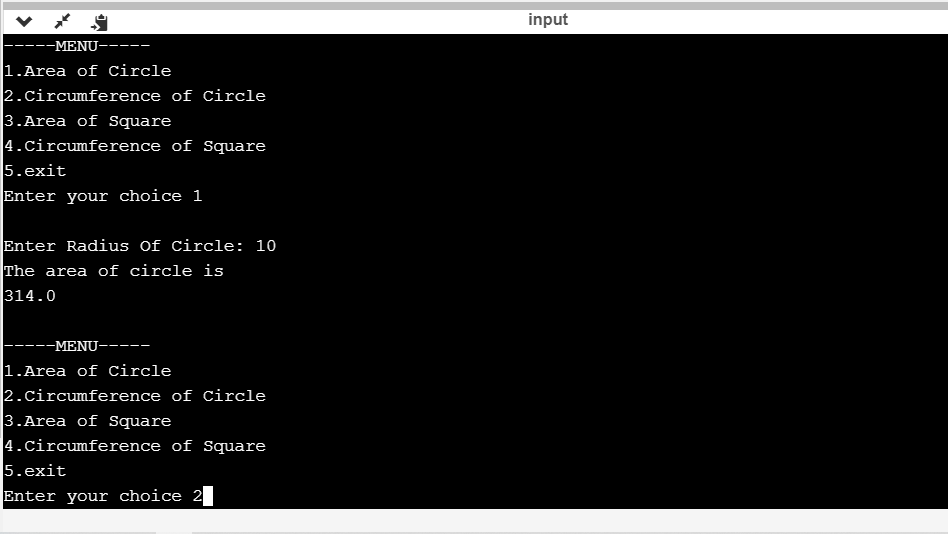 input
-----MENU-----
1.Area of Circle
2.Circumference of Circle
3.Area of Square
4.Circumference of Square
5.exit
Enter your choice 1
Enter Radius Of Circle: 10
The area of circle is
314.0
-----MENU-----
1.Area of Circle
2.Circumference of Circle
3.Area of Square
4.Circumference of Square
5.exit
Enter your choice 2